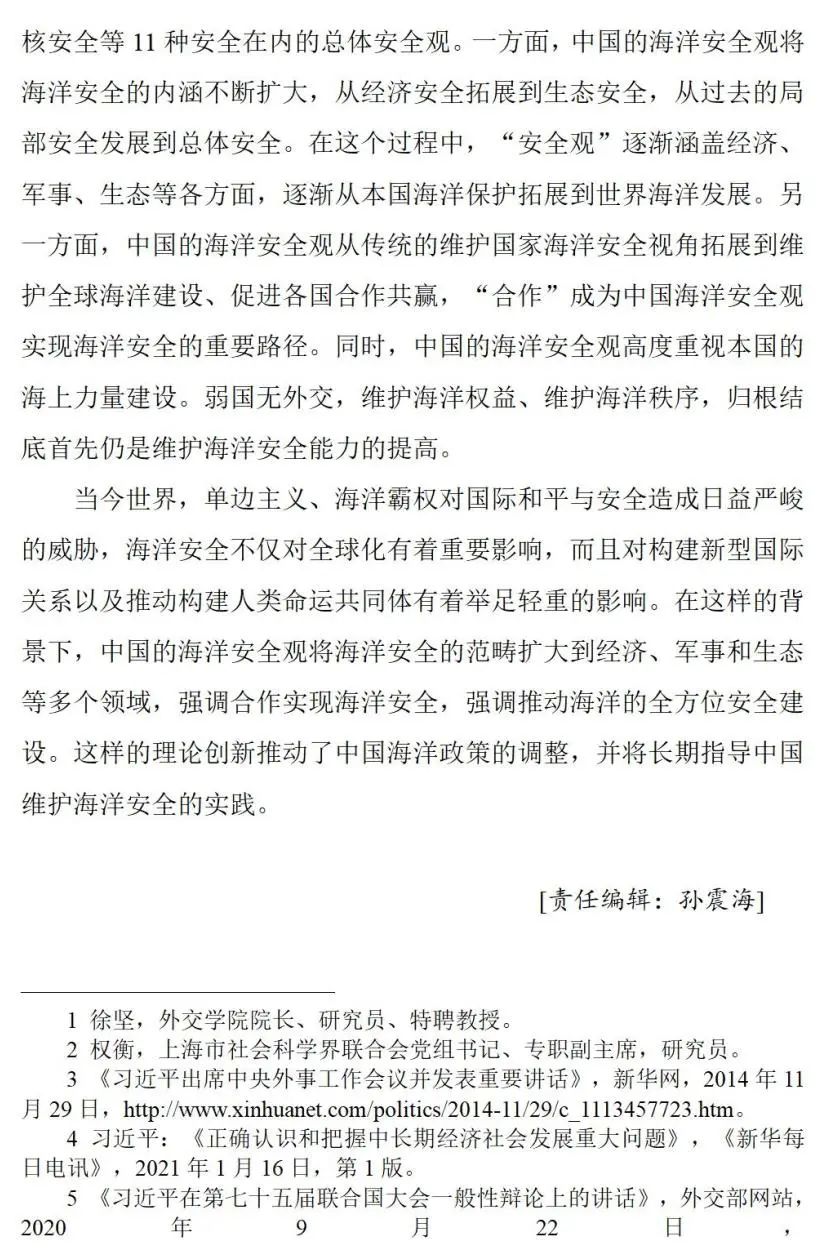 核安全等 11 种安全在内的总体安全观。一方面，中国的海洋安全观将
海洋安全的内涵不断扩大，从经济安全拓展到生态安全，从过去的局
部安全发展到总体安全。在这个过程中，“安全观”逐渐涵盖经济、
军事、生态等各方面，逐渐从本国海洋保护拓展到世界海洋发展。另
一方面，中国的海洋安全观从传统的维护国家海洋安全视角拓展到维
护全球海洋建设、促进各国合作共赢，“合作”成为中国海洋安全观
实现海洋安全的重要路径。同时，中国的海洋安全观高度重视本国的
海上力量建设。弱国无外交，维护海洋权益、维护海洋秩序，归根结
底首先仍是维护海洋安全能力的提高。
当今世界，单边主义、海洋霸权对国际和平与安全造成日益严峻
的威胁，海洋安全不仅对全球化有着重要影响，而且对构建新型国际
关系以及推动构建人类命运共同体有着举足轻重的影响。在这样的背
景下，中国的海洋安全观将海洋安全的范畴扩大到经济、军事和生态
等多个领域，强调合作实现海洋安全，强调推动海洋的全方位安全建
设。这样的理论创新推动了中国海洋政策的调整，并将长期指导中国
维护海洋安全的实践。
[责任编辑：孙震海]
1 徐坚，外交学院院长、研究员、特聘教授。
2 权衡，上海市社会科学界联合会党组书记、专职副主席，研究员。
3 《习近平出席中央外事工作会议并发表重要讲话》，新华网，2014 年 11
月 29 日，http://www.xinhuanet.com/politics/2014-11/29/c_1113457723.htm。
4 习近平：《正确认识和把握中长期经济社会发展重大问题》，《新华每
日电讯》，2021 年 1 月 16 日，第 1 版。
5 《习近平在第七十五届联合国大会一般性辩论上的讲话》，外交部网站，
2020 年 9 月 22 日，